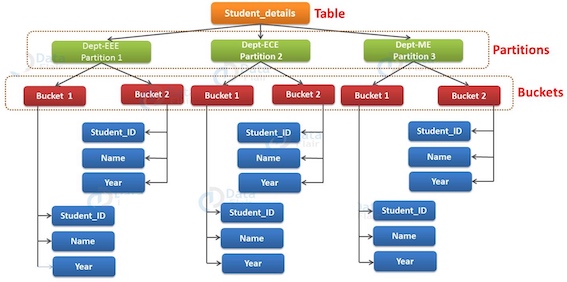 Student_details
Table
Dept-EEE
Partition 1
Dept-ECE
Partition 2
Dept-ME
Partition 3
Partitions
Bucket 1
Bucket 2
Bucket 1
Bucket 2
Bucket 1
Bucket 2
Buckets
Student_ID
Name
Year
Student_ID
Name
Year
Student_ID
Name
Year
Student_ID
Name
Year
Student_ID
Name
Year
Student_ID
Name
Year